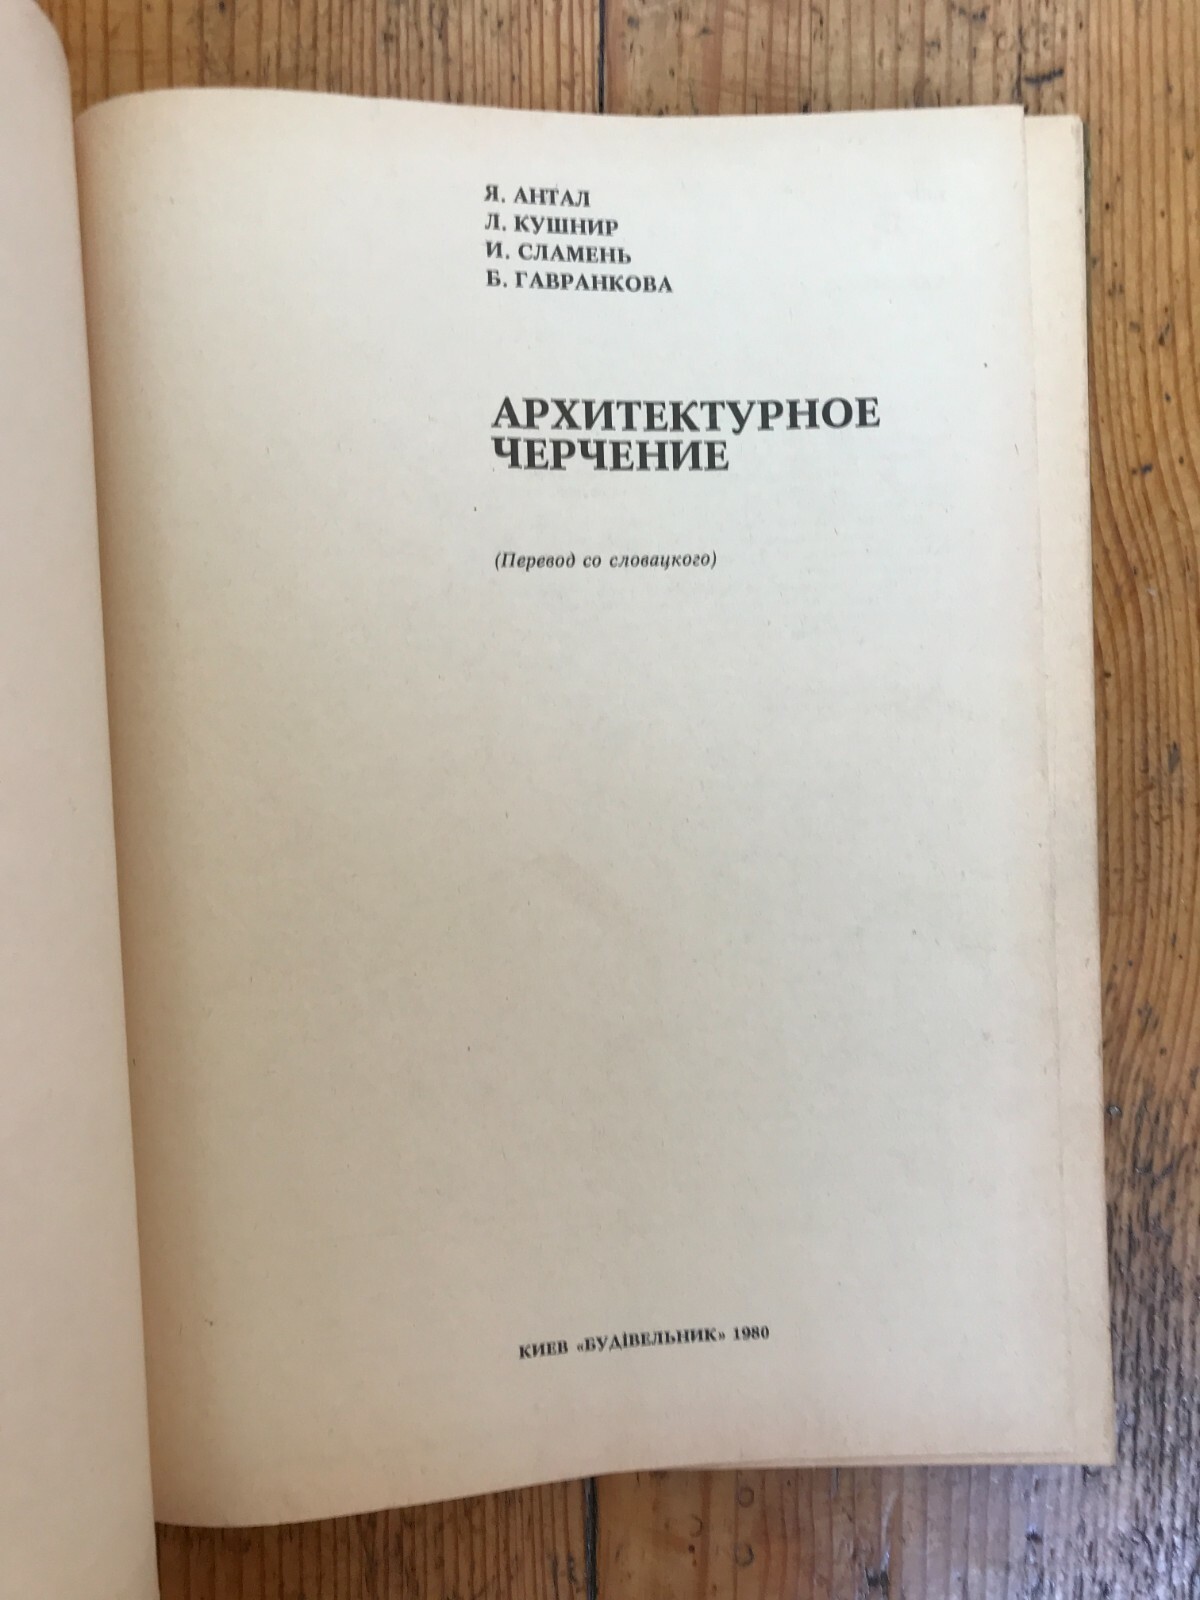 Я. АНТАЛ
Л. КУШНИР
И. СЛАМЕНЬ
Б. ГАВРАНКОВА
АРХИТЕКТУРНОЕ
ЧЕРЧЕНИЕ
(Перевод со словацкого)
КИЕВ «БУДІВЕЛЬНИК» 1980